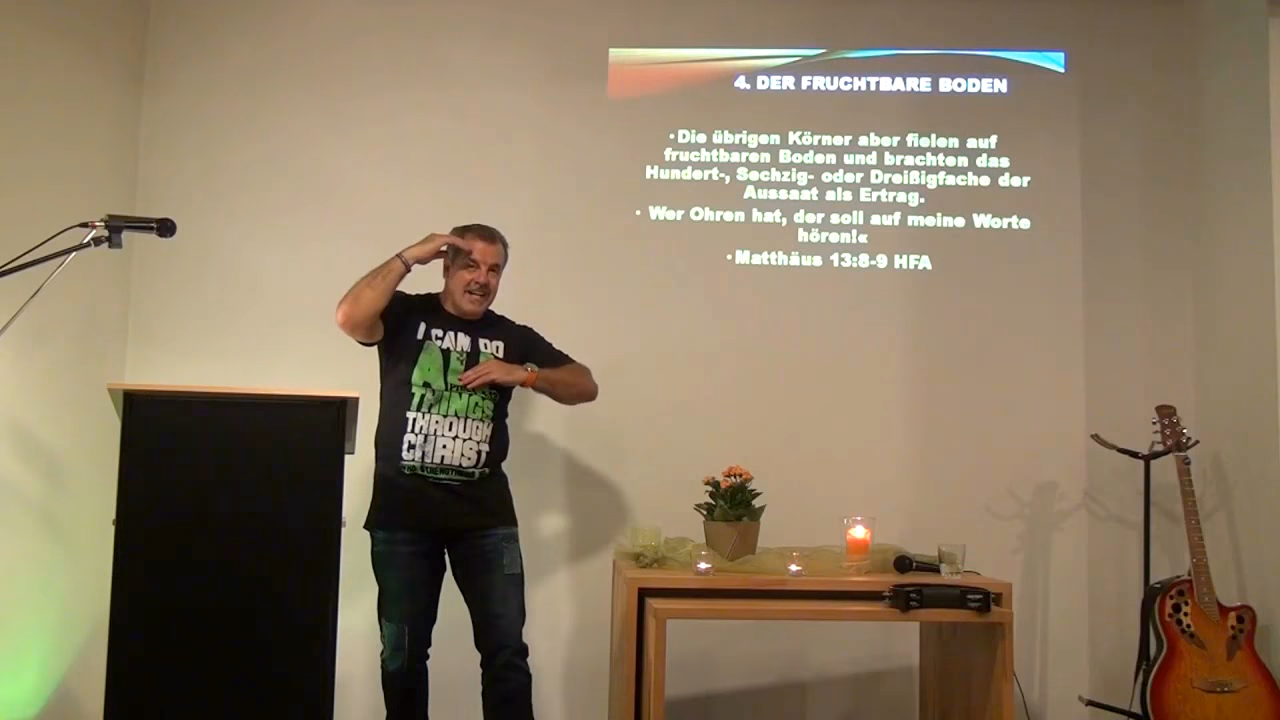 4. DER FRUCHTBARE BODEN
• Die übrigen Körner aber fielen auf
fruchtbaren Boden und brachten das
Hundert-, Sechzig- oder Dreißigfache der
Aussaat als Ertrag.
• Wer Ohren hat, der soll auf meine Worte
hören!«
• Matthäus 13:8-9 HFA
I CAN DO
ALL
THINGS
THROUGH
CHRIST